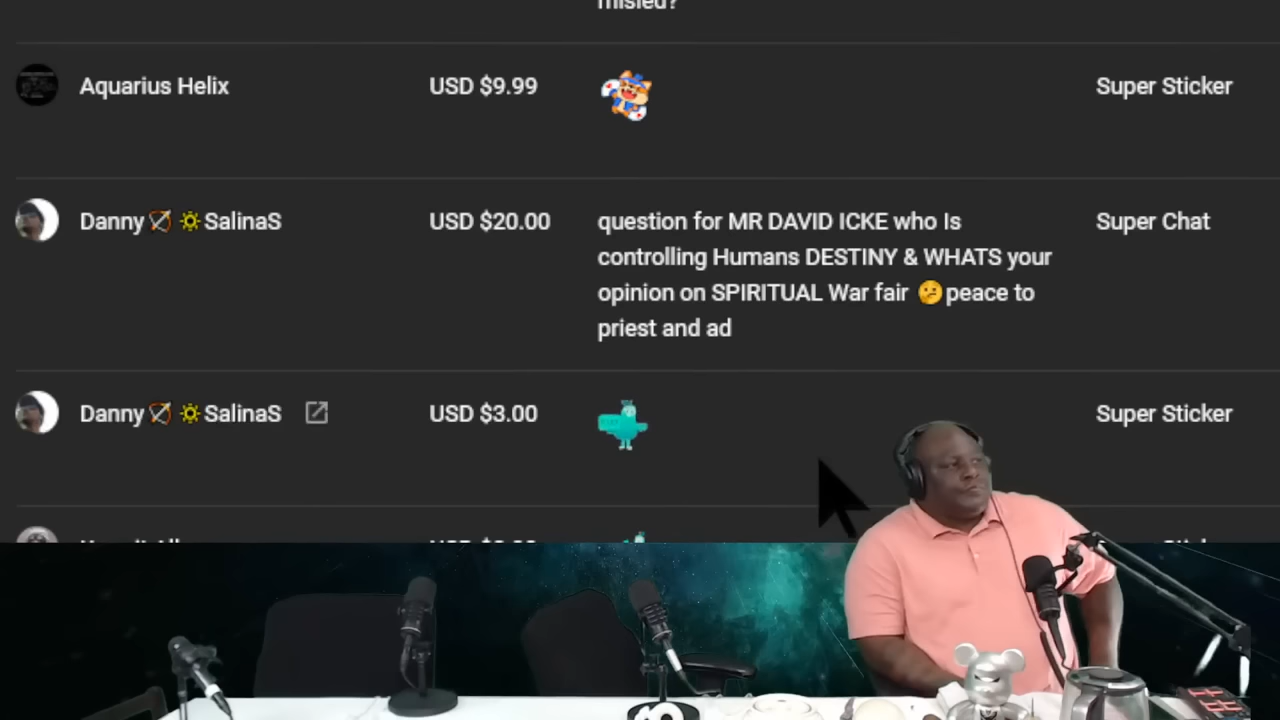 misled?
Aquarius Helix USD $9.99 Super Sticker
Danny🏹🔅SalinaS USD $20.00 question for MR DAVID ICKE who Is Super Chat
controlling Humans DESTINY & WHATS your
opinion on SPIRITUAL War fair 🤔peace to
priest and ad
Danny🏹🔅SalinaS USD $3.00 Super Sticker